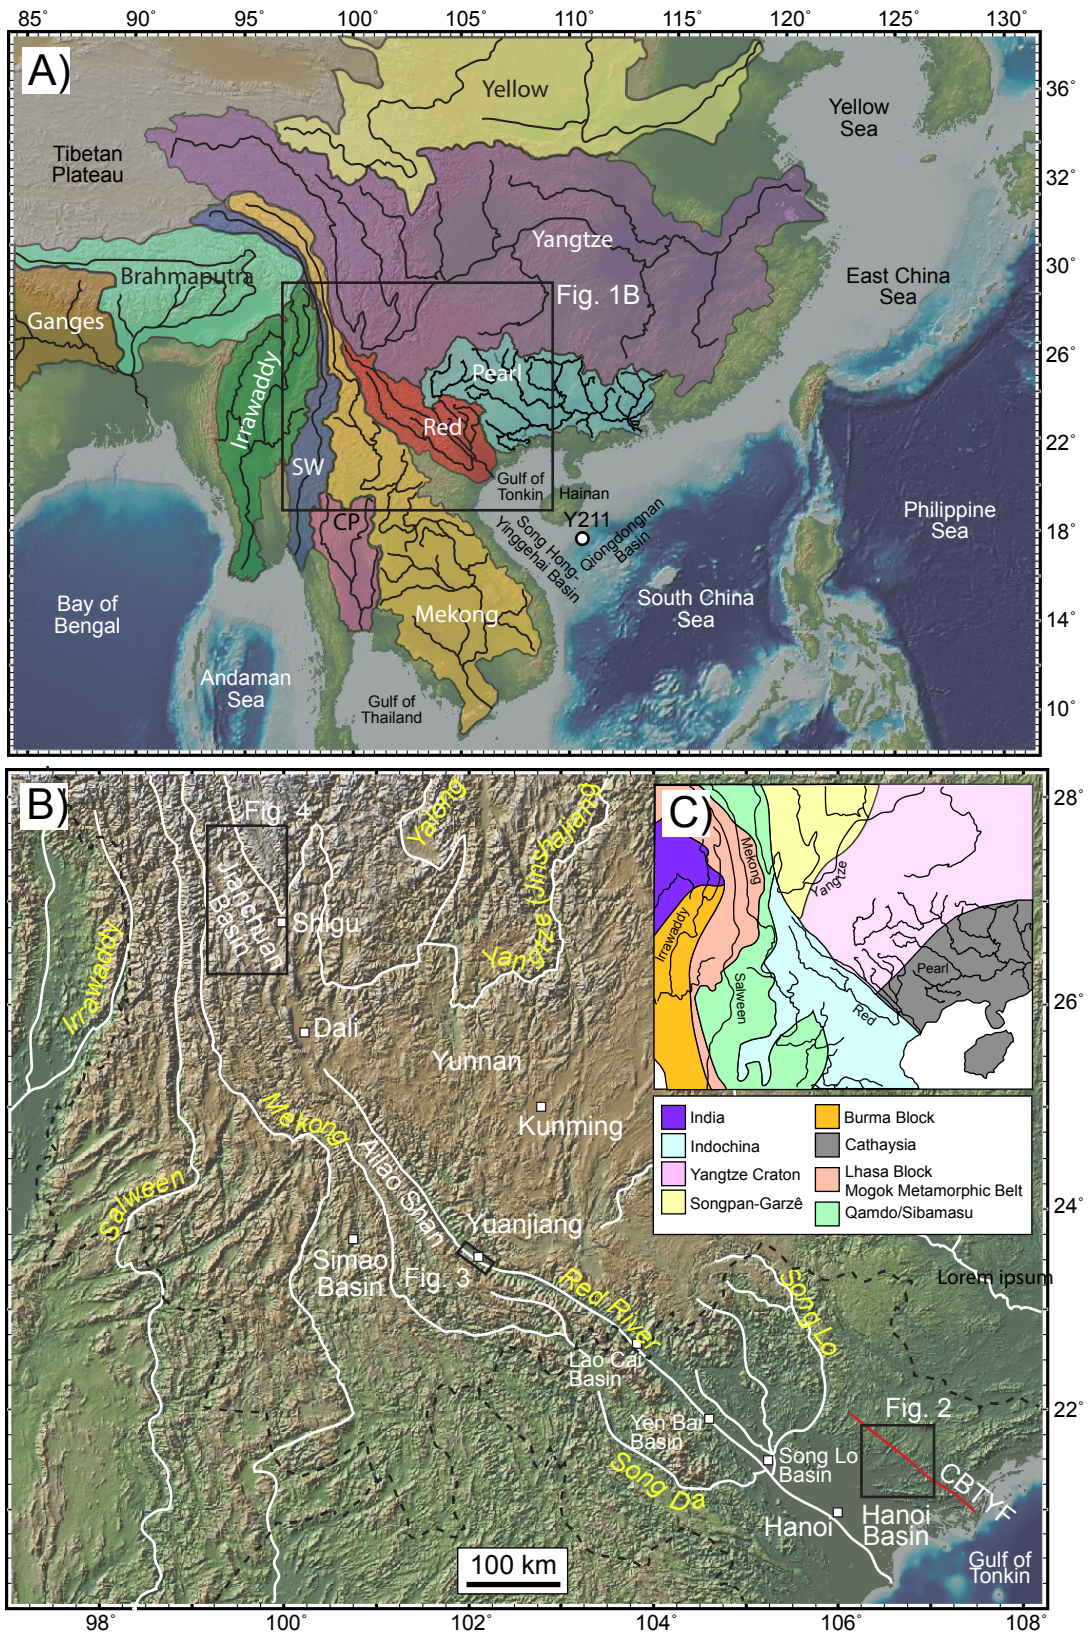 85° 90° 95° 100° 105° 110° 115° 120° 125° 130°
A)
Yellow
Yellow
Sea
36°
Tibetan
Plateau
32°
Yangtze
30°
Brahmaputra
East China
Sea
Fig. 1B
Ganges
26°
Irrawaddy
Pearl
Red
22°
SW
Gulf of
Tonkin
Hainan
CP
Y211
Song Hong-
Yinggehai Basin
Qiongdongnan
Basin
Philippine
Sea
18°
Bay of
Bengal
South China
Sea
Mekong
14°
Andaman
Sea
Gulf of
Thailand
10°
B)
Fig. 4
Yalong
Yangtze (Jinshajiang)
Jianchuan
Basin
Shigu
Irrawaddy
Dali
Yunnan
Kunming
Mekong
Ailao Shan
Salween
Yuanjiang
Simao
Basin
Fig. 3
Red River
Song Lo
Lorem ipsum
Lao Cai
Basin
Yen Bai
Basin
Song Da
Song Lo
Basin
Fig. 2
CBTYF
Hanoi
Hanoi
Basin
Gulf of
Tonkin
100 km
28°
26°
24°
22°
98° 100° 102° 104° 106° 108°
C)
Mekong
Yangtze
Irrawaddy
Salween
Pearl
Red
India
Indochina
Yangtze Craton
Songpan-Garzê
Burma Block
Cathaysia
Lhasa Block
Mogok Metamorphic Belt
Qamdo/Sibamasu